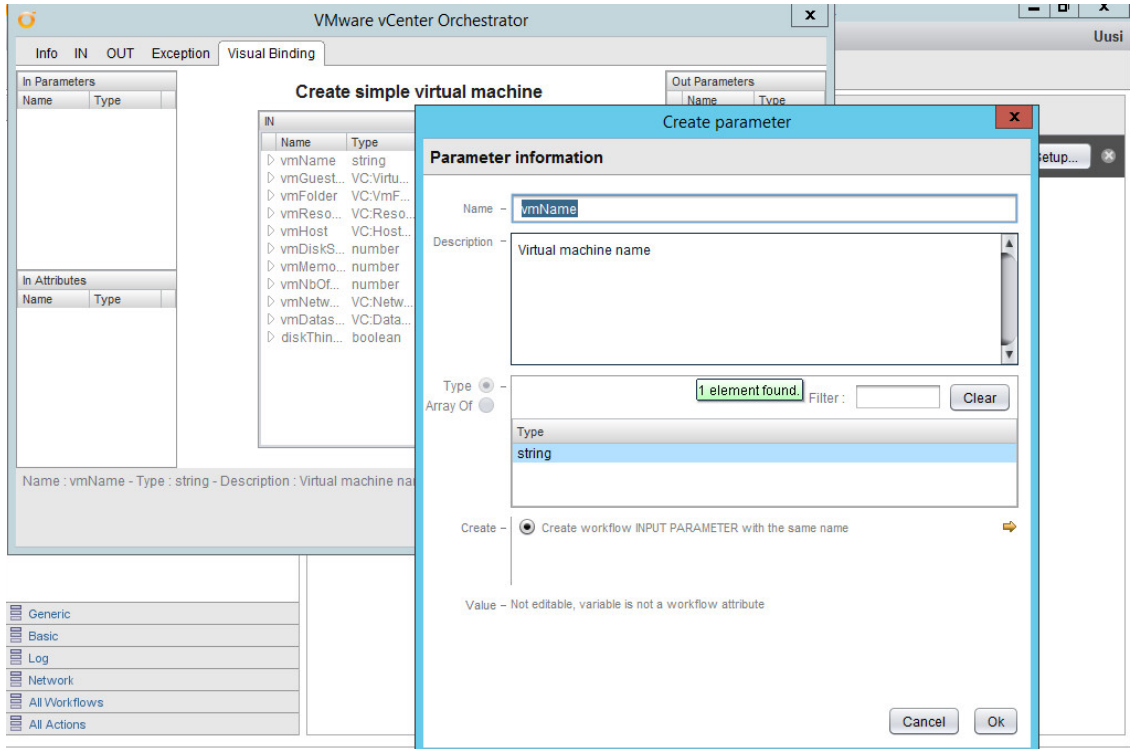 VMware vCenter Orchestrator
X
X
Uusi
Info IN OUT Exception Visual Binding
In Parameters
Name Type
Create simple virtual machine
Out Parameters
Name Type
IN
Name Type
vmName string
vmGuest... VC:Virtu...
vmFolder VC:VmF...
vmReso... VC:Reso...
vmHost VC:Host...
vmDiskS... number
vmMemo... number
vmNbOf... number
vmNetw... VC:Netw...
vmDatas... VC:Data...
diskThin... boolean
In Attributes
Name Type
Name : vmName - Type : string - Description : Virtual machine nar
Setup...
Create parameter
X
Parameter information
Name – vmName
Description – Virtual machine name
Type –
Array Of
1 element found.
Filter :
Clear
Type
string
Create – Create workflow INPUT PARAMETER with the same name
Value – Not editable, variable is not a workflow attribute
Cancel Ok
Generic
Basic
Log
Network
All Workflows
All Actions